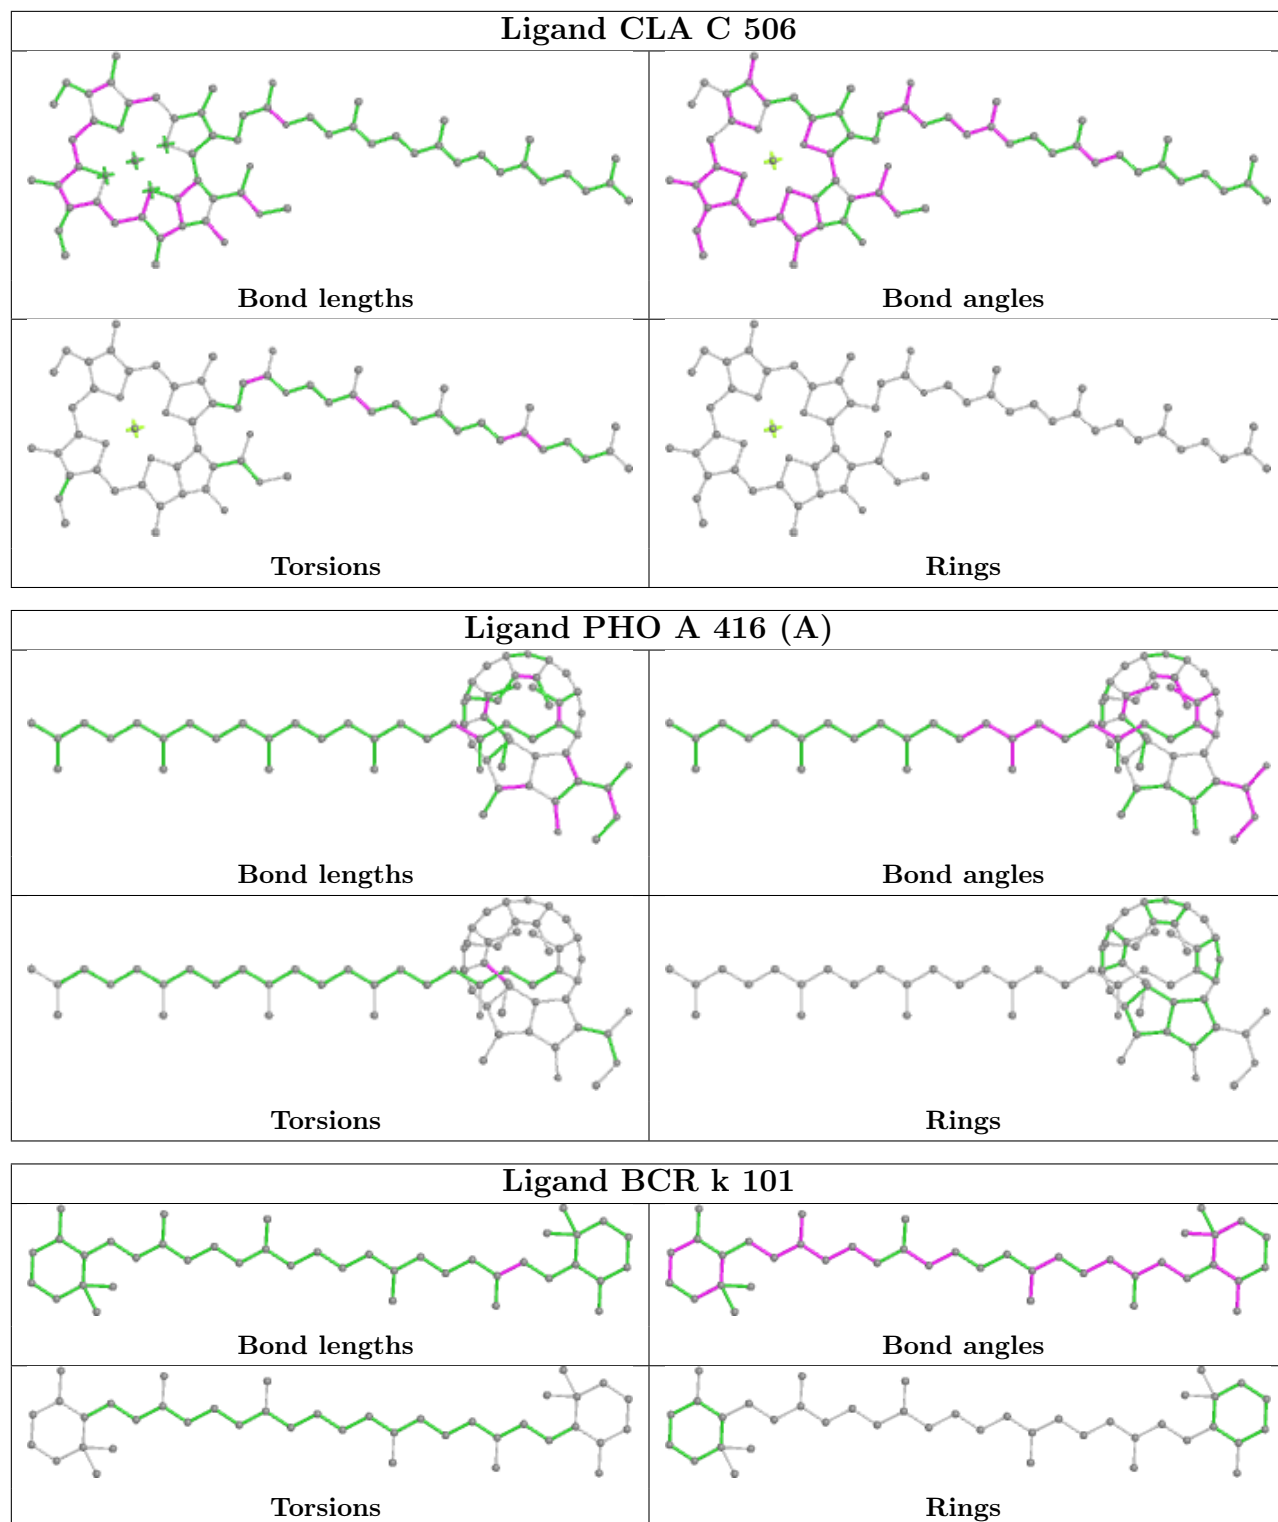 Ligand CLA C 506
Bond lengths
Bond angles
Torsions
Rings
Ligand PHO A 416 (A)
Bond lengths
Bond angles
Torsions
Rings
Ligand BCR k 101
Bond lengths
Bond angles
Torsions
Rings